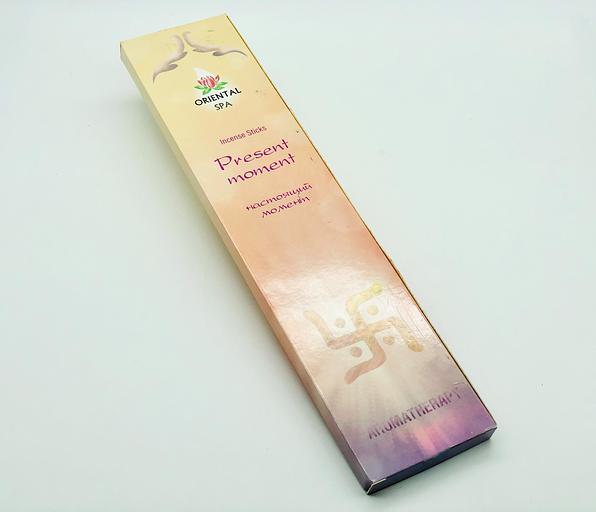 ORIENTAL
SPA
Incense Sticks
Present
moment
настоящий
момент
AROMATHERAPY